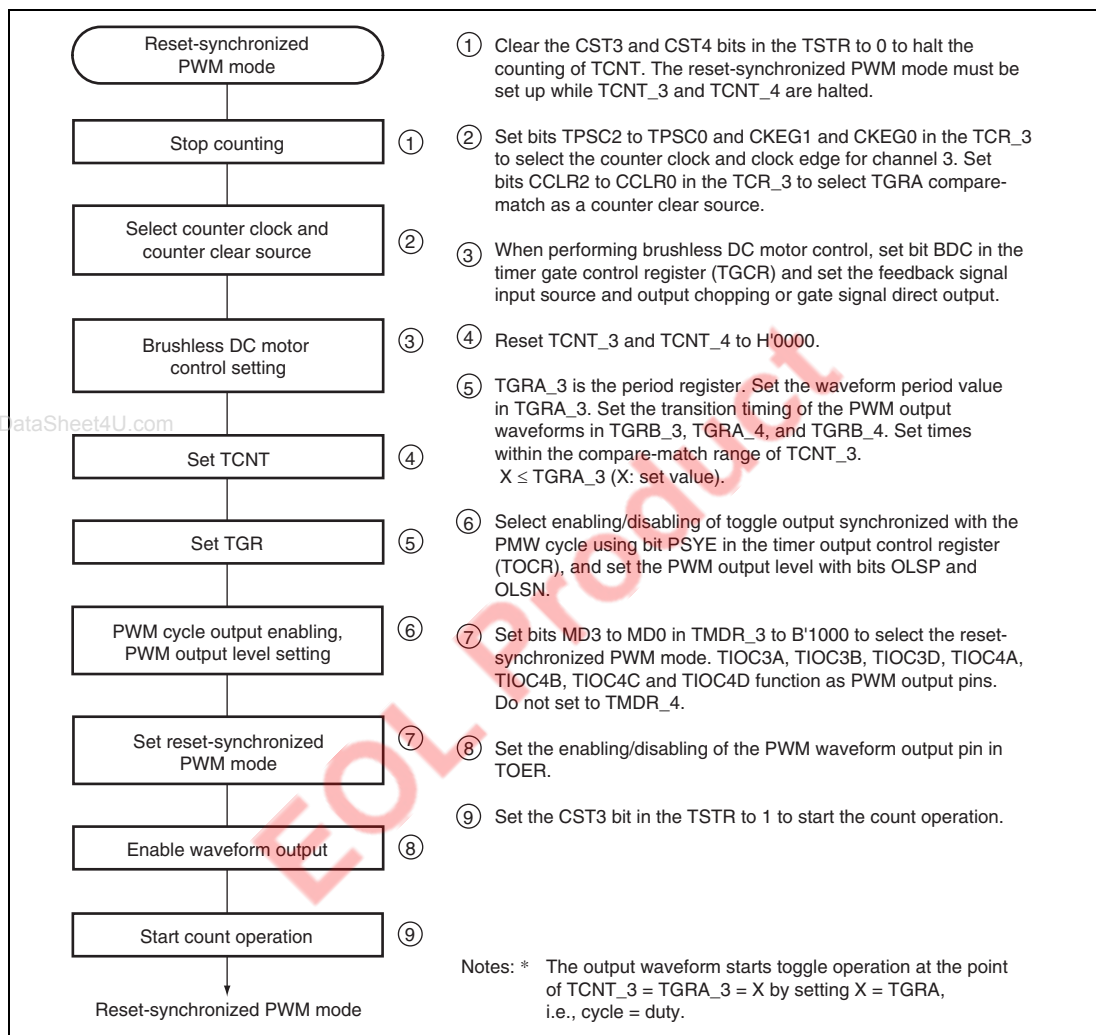 Reset-synchronized
PWM mode
Stop counting
①
Select counter clock and
counter clear source
②
Brushless DC motor
control setting
③
Set TCNT
④
Set TGR
⑤
PWM cycle output enabling,
PWM output level setting
⑥
Set reset-synchronized
PWM mode
⑦
Enable waveform output
⑧
Start count operation
⑨
Reset-synchronized PWM mode
① Clear the CST3 and CST4 bits in the TSTR to 0 to halt the
counting of TCNT. The reset-synchronized PWM mode must be
set up while TCNT_3 and TCNT_4 are halted.
② Set bits TPSC2 to TPSC0 and CKEG1 and CKEG0 in the TCR_3
to select the counter clock and clock edge for channel 3. Set
bits CCLR2 to CCLR0 in the TCR_3 to select TGRA compare-
match as a counter clear source.
③ When performing brushless DC motor control, set bit BDC in the
timer gate control register (TGCR) and set the feedback signal
input source and output chopping or gate signal direct output.
④ Reset TCNT_3 and TCNT_4 to H'0000.
⑤ TGRA_3 is the period register. Set the waveform period value
in TGRA_3. Set the transition timing of the PWM output
waveforms in TGRB_3, TGRA_4, and TGRB_4. Set times
within the compare-match range of TCNT_3.
X ≤ TGRA_3 (X: set value).
⑥ Select enabling/disabling of toggle output synchronized with the
PMW cycle using bit PSYE in the timer output control register
(TOCR), and set the PWM output level with bits OLSP and
OLSN.
⑦ Set bits MD3 to MD0 in TMDR_3 to B'1000 to select the reset-
synchronized PWM mode. TIOC3A, TIOC3B, TIOC3D, TIOC4A,
TIOC4B, TIOC4C and TIOC4D function as PWM output pins.
Do not set to TMDR_4.
⑧ Set the enabling/disabling of the PWM waveform output pin in
TOER.
⑨ Set the CST3 bit in the TSTR to 1 to start the count operation.
Notes: * The output waveform starts toggle operation at the point
of TCNT_3 = TGRA_3 = X by setting X = TGRA,
i.e., cycle = duty.
DataSheet4U.com
EOL Product